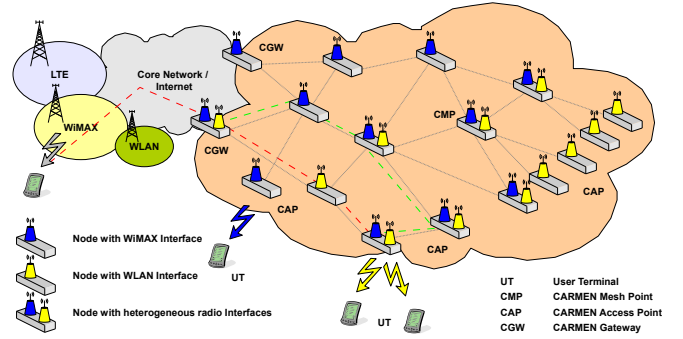 CGW
LTE
Core Network /
Internet
WiMAX
CMP
WLAN
CGW
CAP
CAP
CAP
Node with WiMAX Interface
UT
Node with WLAN Interface
UT
Node with heterogeneous radio Interfaces
UT User Terminal
CMP CARMEN Mesh Point
CAP CARMEN Access Point
CGW CARMEN Gateway